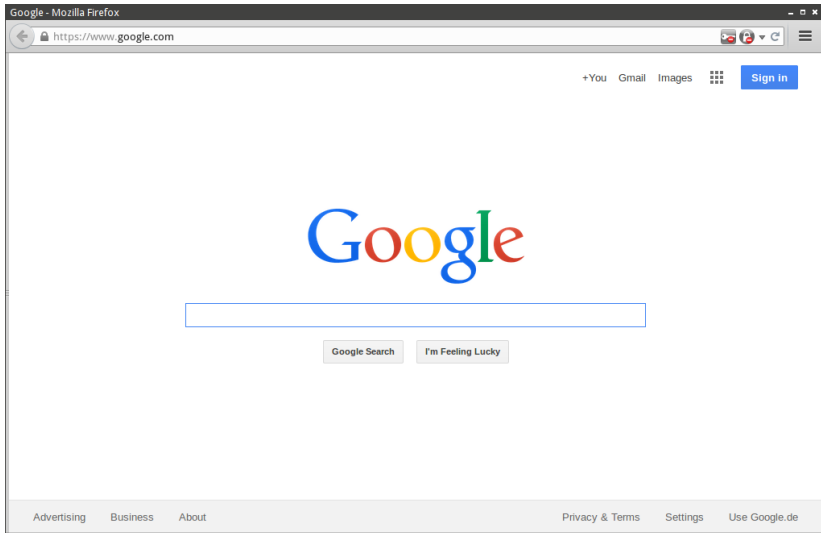 Google - Mozilla Firefox
https://www.google.com
+You Gmail Images Sign in
Google
Google Search I'm Feeling Lucky
Advertising Business About Privacy & Terms Settings Use Google.de